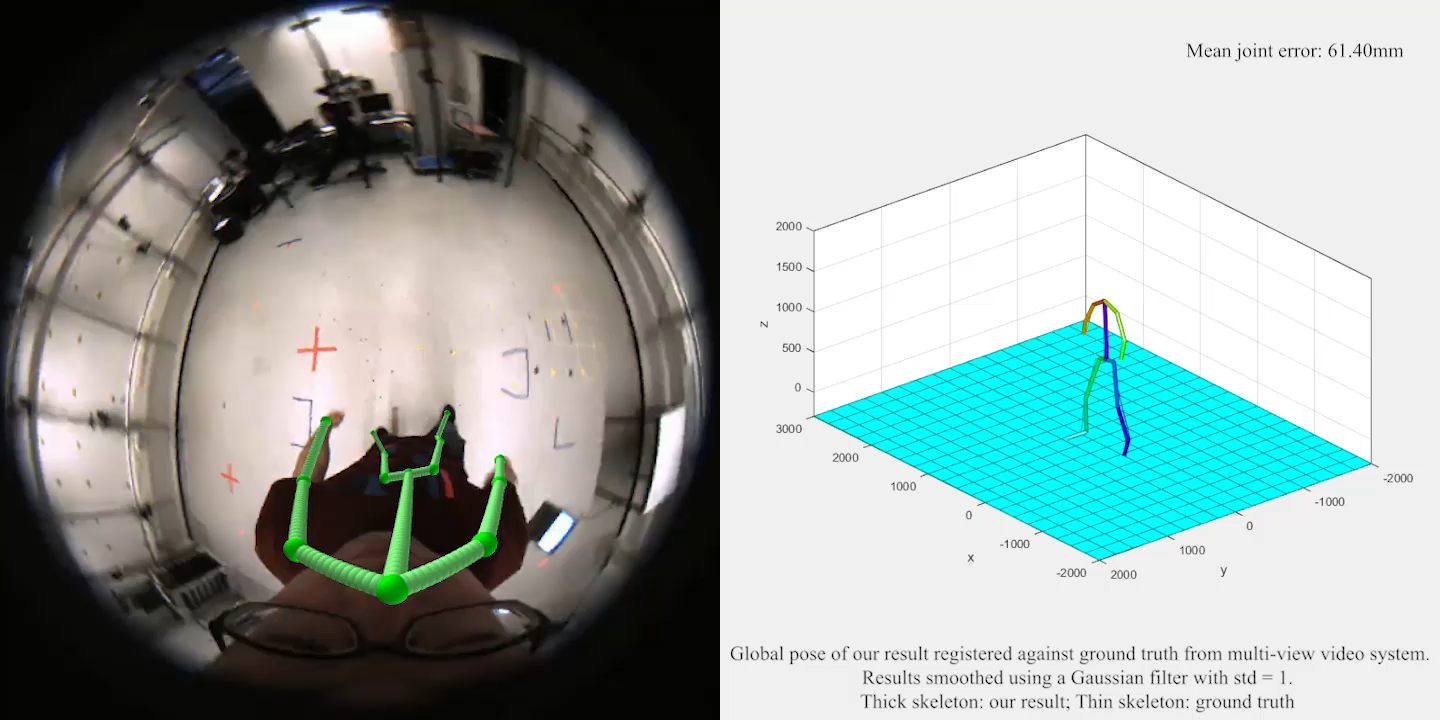 Mean joint error: 61.40mm
2000
1500
1000
500
0
z
3000
2000
1000
0
-1000
-2000
x
2000
1000
0
-1000
-2000
y
Global pose of our result registered against ground truth from multi-view video system.
Results smoothed using a Gaussian filter with std = 1.
Thick skeleton: our result; Thin skeleton: ground truth